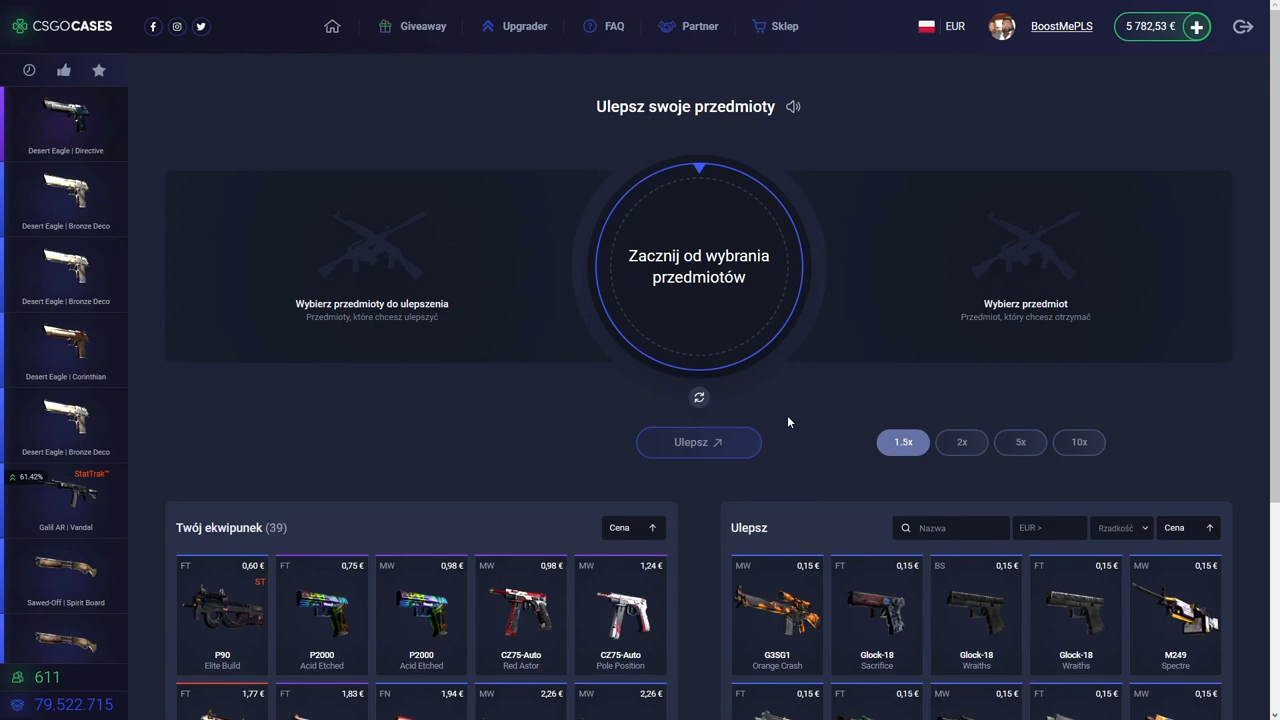 CSGOCASES
Giveaway
Upgrader
FAQ
Partner
Sklep
EUR
BoostMePLS
5 782,53 €
Desert Eagle | Directive
Desert Eagle | Bronze Deco
Desert Eagle | Bronze Deco
Desert Eagle | Corinthian
Desert Eagle | Bronze Deco
61.42%
StatTrak™
Galil AR | Vandal
Sawed-Off | Spirit Board
611
79.522.715
Ulepsz swoje przedmioty
Wybierz przedmioty do ulepszenia
Przedmioty, które chcesz ulepszyć
Zacznij od wybrania
przedmiotów
Wybierz przedmiot
Przedmiot, który chcesz otrzymać
Ulepsz
1.5x
2x
5x
10x
Twój ekwipunek (39)
Cena
FT 0,60 €
ST
P90
Elite Build
FT 0,75 €
P2000
Acid Etched
MW 0,98 €
P2000
Acid Etched
MW 0,98 €
CZ75-Auto
Red Astor
MW 1,24 €
CZ75-Auto
Pole Position
FT 1,77 €
FT 1,83 €
FN 1,94 €
MW 2,26 €
MW 2,26 €
Ulepsz
Nazwa
EUR >
Rzadkość
Cena
MW 0,15 €
G3SG1
Orange Crash
FT 0,15 €
Glock-18
Sacrifice
BS 0,15 €
Glock-18
Wraiths
FT 0,15 €
Glock-18
Wraiths
MW 0,15 €
M249
Spectre
FT 0,15 €
FT 0,15 €
MW 0,15 €
FT 0,15 €
MW 0,15 €